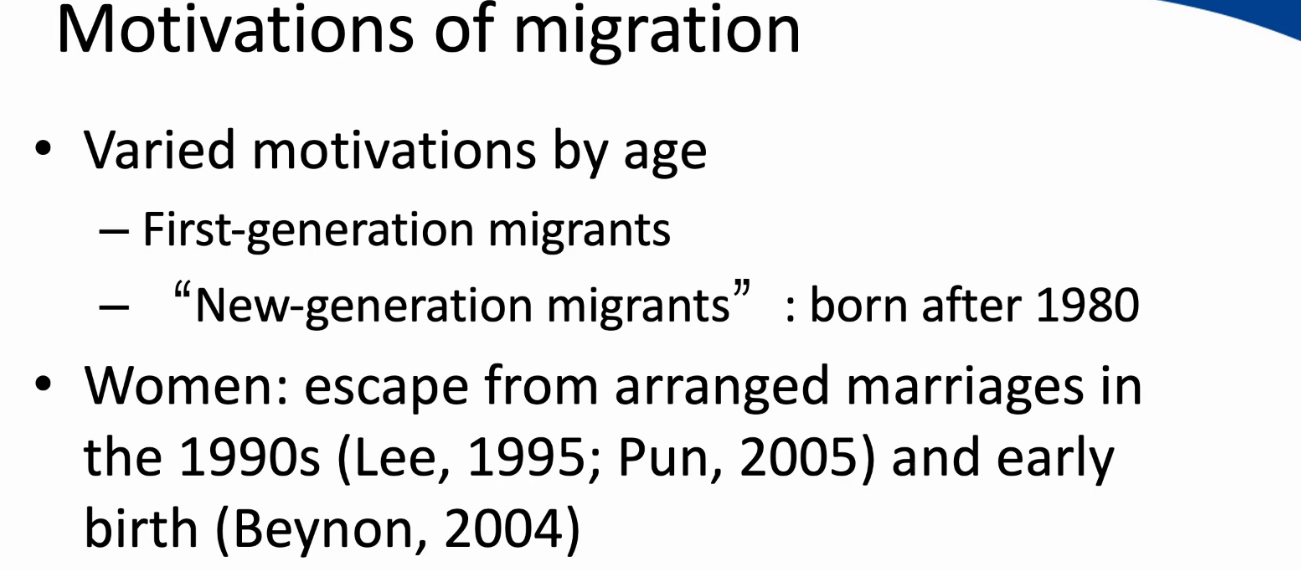 Motivations of migration
• Varied motivations by age
– First-generation migrants
– “New-generation migrants” : born after 1980
• Women: escape from arranged marriages in
the 1990s (Lee, 1995; Pun, 2005) and early
birth (Beynon, 2004)